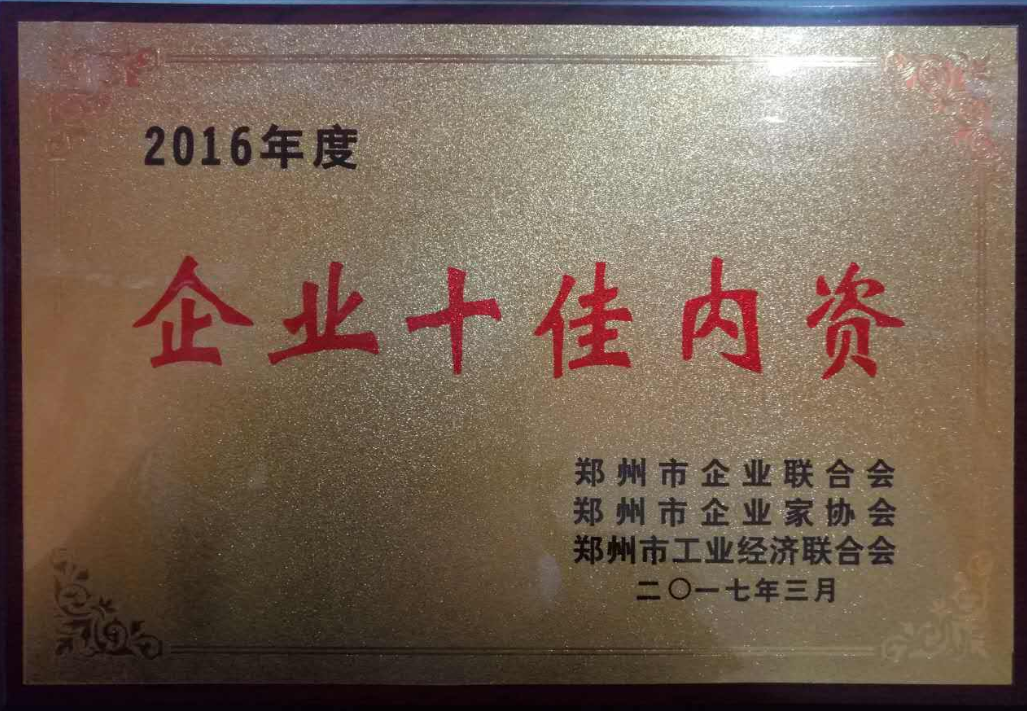 2016年度
企业十佳内资
郑州市企业联合会
郑州市企业家协会
郑州市工业经济联合会
二〇一七年三月